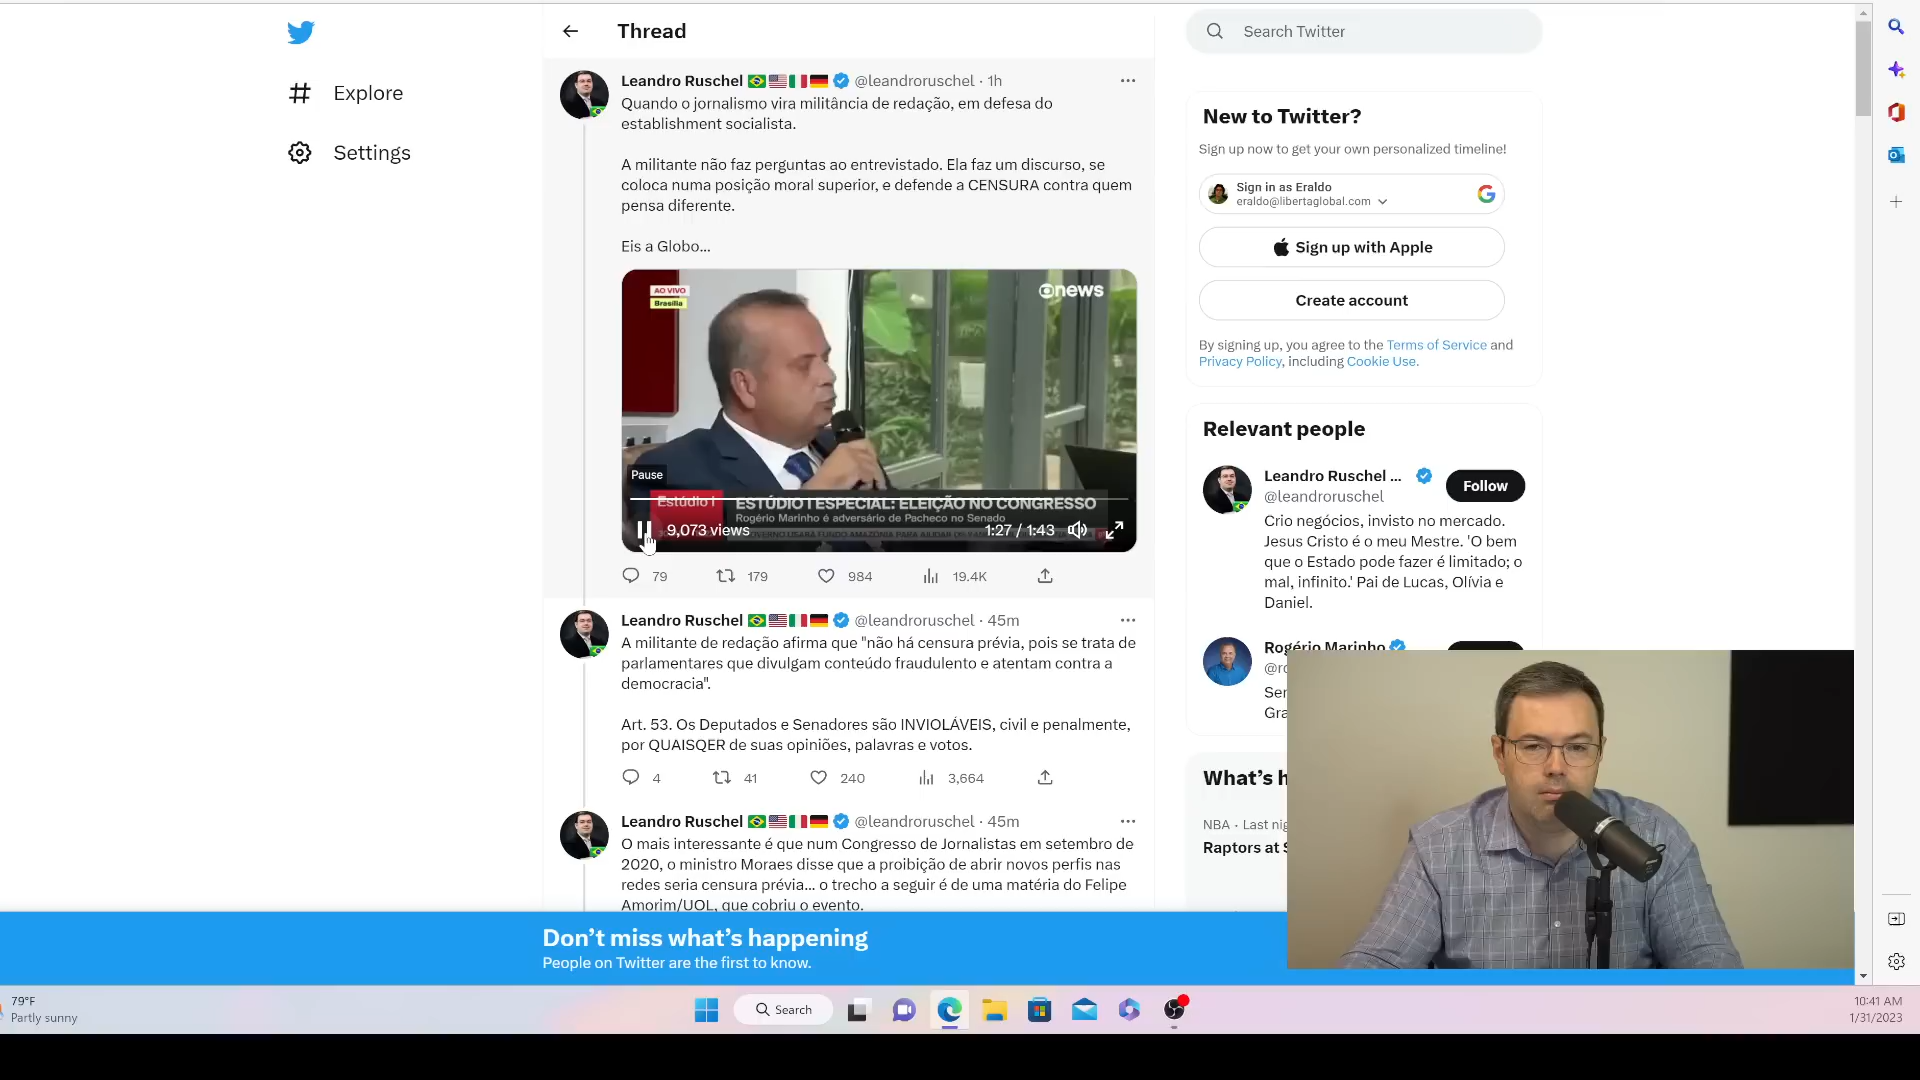 Thread
Search Twitter
Explore
Settings
Leandro Ruschel @leandroruschel · 1h
Quando o jornalismo vira militância de redação, em defesa do
establishment socialista.
A militante não faz perguntas ao entrevistado. Ela faz um discurso, se
coloca numa posição moral superior, e defende a CENSURA contra quem
pensa diferente.
Eis a Globo...
AO VIVO
Brasília
news
Pause
Estúdio i
ESTÚDIO I ESPECIAL: ELEIÇÃO NO CONGRESSO
Rogério Marinho é adversário de Pacheco no Senado
9,073 views
1:27 / 1:43
79
179
984
19.4K
Leandro Ruschel @leandroruschel · 45m
A militante de redação afirma que "não há censura prévia, pois se trata de
parlamentares que divulgam conteúdo fraudulento e atentam contra a
democracia".
Art. 53. Os Deputados e Senadores são INVIOLÁVEIS, civil e penalmente,
por QUAISQER de suas opiniões, palavras e votos.
4
41
240
3,664
Leandro Ruschel @leandroruschel · 45m
O mais interessante é que num Congresso de Jornalistas em setembro de
2020, o ministro Moraes disse que a proibição de abrir novos perfis nas
redes seria censura prévia... o trecho a seguir é de uma matéria do Felipe
Amorim/UOL, que cobriu o evento.
New to Twitter?
Sign up now to get your own personalized timeline!
Sign in as Eraldo
eraldo@libertaglobal.com
Sign up with Apple
Create account
By signing up, you agree to the Terms of Service and
Privacy Policy, including Cookie Use.
Relevant people
Leandro Ruschel ...
@leandroruschel
Follow
Crio negócios, invisto no mercado.
Jesus Cristo é o meu Mestre. 'O bem
que o Estado pode fazer é limitado; o
mal, infinito.' Pai de Lucas, Olívia e
Daniel.
Rogério Marinho
What's h
NBA · Last nig
Raptors at S
Don't miss what's happening
People on Twitter are the first to know.
79°F
Partly sunny
Search
10:41 AM
1/31/2023